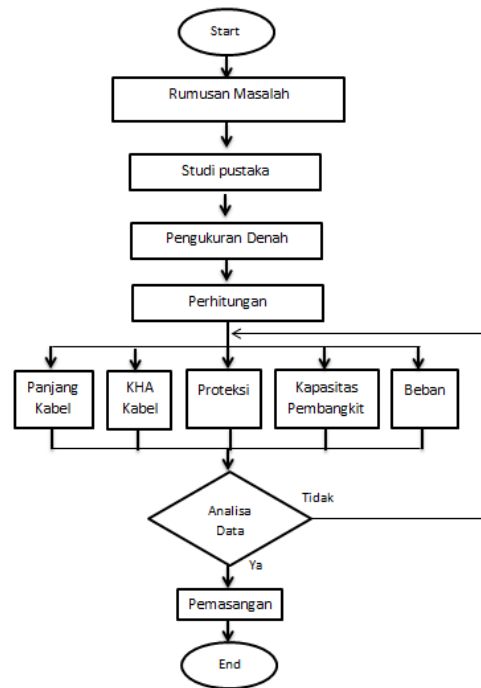 Start
Rumusan Masalah
Studi pustaka
Pengukuran Denah
Perhitungan
Panjang
Kabel
KHA
Kabel
Proteksi
Kapasitas
Pembangkit
Beban
Analisa
Data
Tidak
Ya
Pemasangan
End